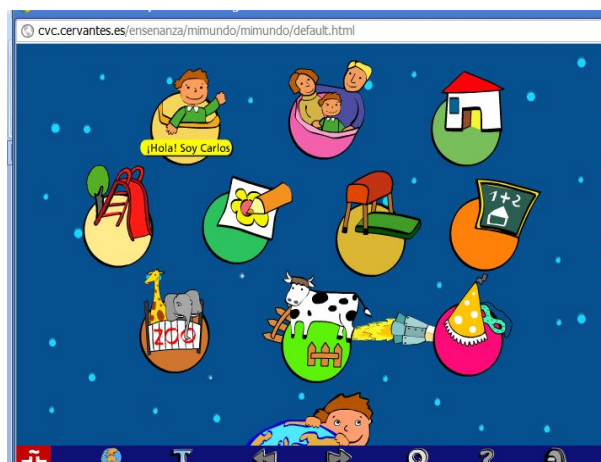 cvc.cervantes.es/ensenanza/mimundo/mimundo/default.html
¡Hola! Soy Carlos
1+2
ZOO
ñ
T
?